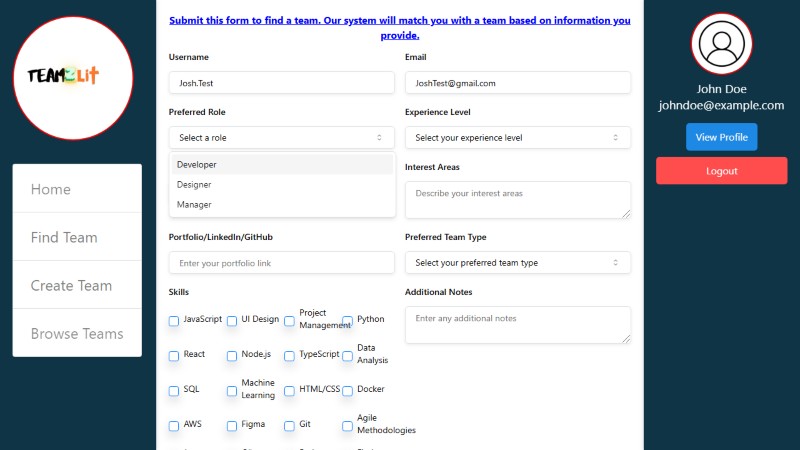 TEAM
Lit
Home
Find Team
Create Team
Browse Teams
Submit this form to find a team. Our system will match you with a team based on information you
provide.
Username
Email
Josh.Test
JoshTest@gmail.com
Preferred Role
Experience Level
Select a role
Select your experience level
Developer
Designer
Manager
Interest Areas
Describe your interest areas
Portfolio/LinkedIn/GitHub
Preferred Team Type
Enter your portfolio link
Select your preferred team type
Skills
Additional Notes
Enter any additional notes
JavaScript
UI Design
Project
Management
Python
React
Node.js
TypeScript
Data
Analysis
SQL
Machine
Learning
HTML/CSS
Docker
AWS
Figma
Git
Agile
Methodologies
John Doe
johndoe@example.com
View Profile
Logout